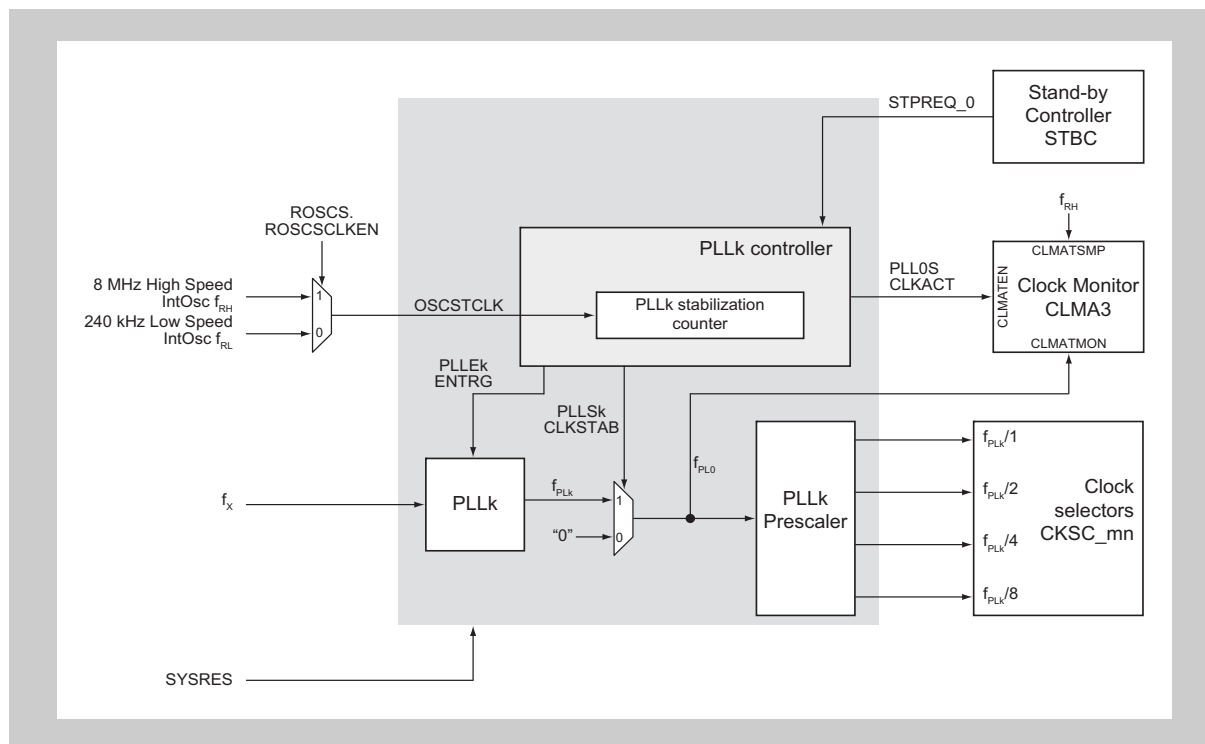 STPREQ_0
Stand-by
Controller
STBC
ROSCS.
ROSCSCLKEN
fRH
PLLk controller
CLMATSMP
8 MHz High Speed
IntOsc fRH
1
PLL0S
CLKACT
CLMATEN
Clock Monitor
CLMA3
OSCSTCLK
PLLk stabilization
counter
240 kHz Low Speed
IntOsc fRL
0
CLMATMON
PLLEk
ENTRG
PLLSk
CLKSTAB
fPL0
fX
PLLk
fPLk
1
"0"
0
PLLk
Prescaler
fPLk/1
fPLk/2
fPLk/4
fPLk/8
Clock
selectors
CKSC_mn
SYSRES